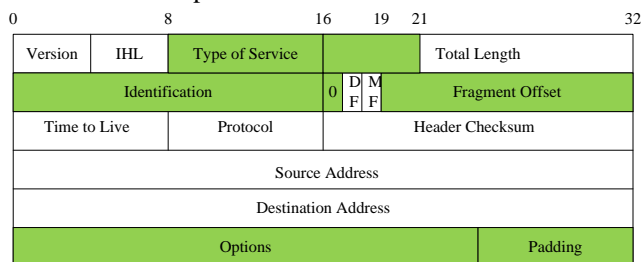 0 8 16 19 21 32
Version IHL Type of Service Total Length
Identification 0 D F M F Fragment Offset
Time to Live Protocol Header Checksum
Source Address
Destination Address
Options Padding